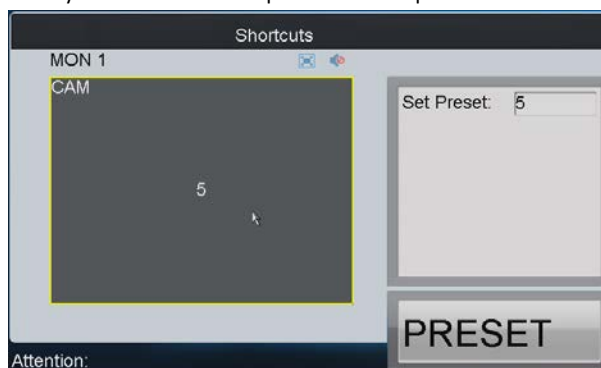 Shortcuts
MON 1
CAM
Set Preset: 5
5
PRESET
Attention: